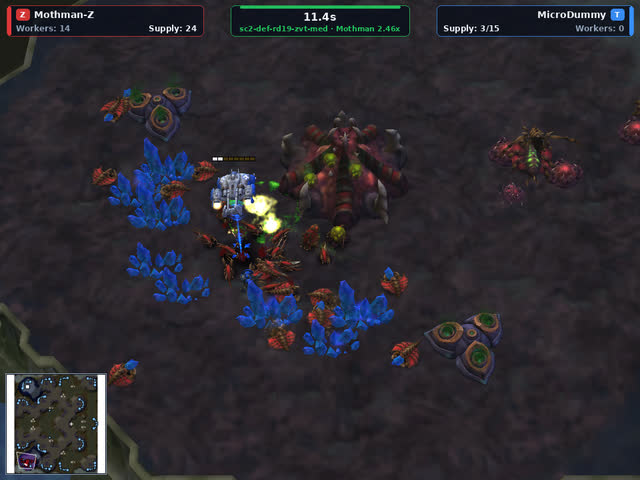 Z Mothman-Z
Workers: 14 Supply: 24
11.4s
sc2-def-rd19-zvt-med · Mothman 2.46x
MicroDummy T
Supply: 3/15 Workers: 0